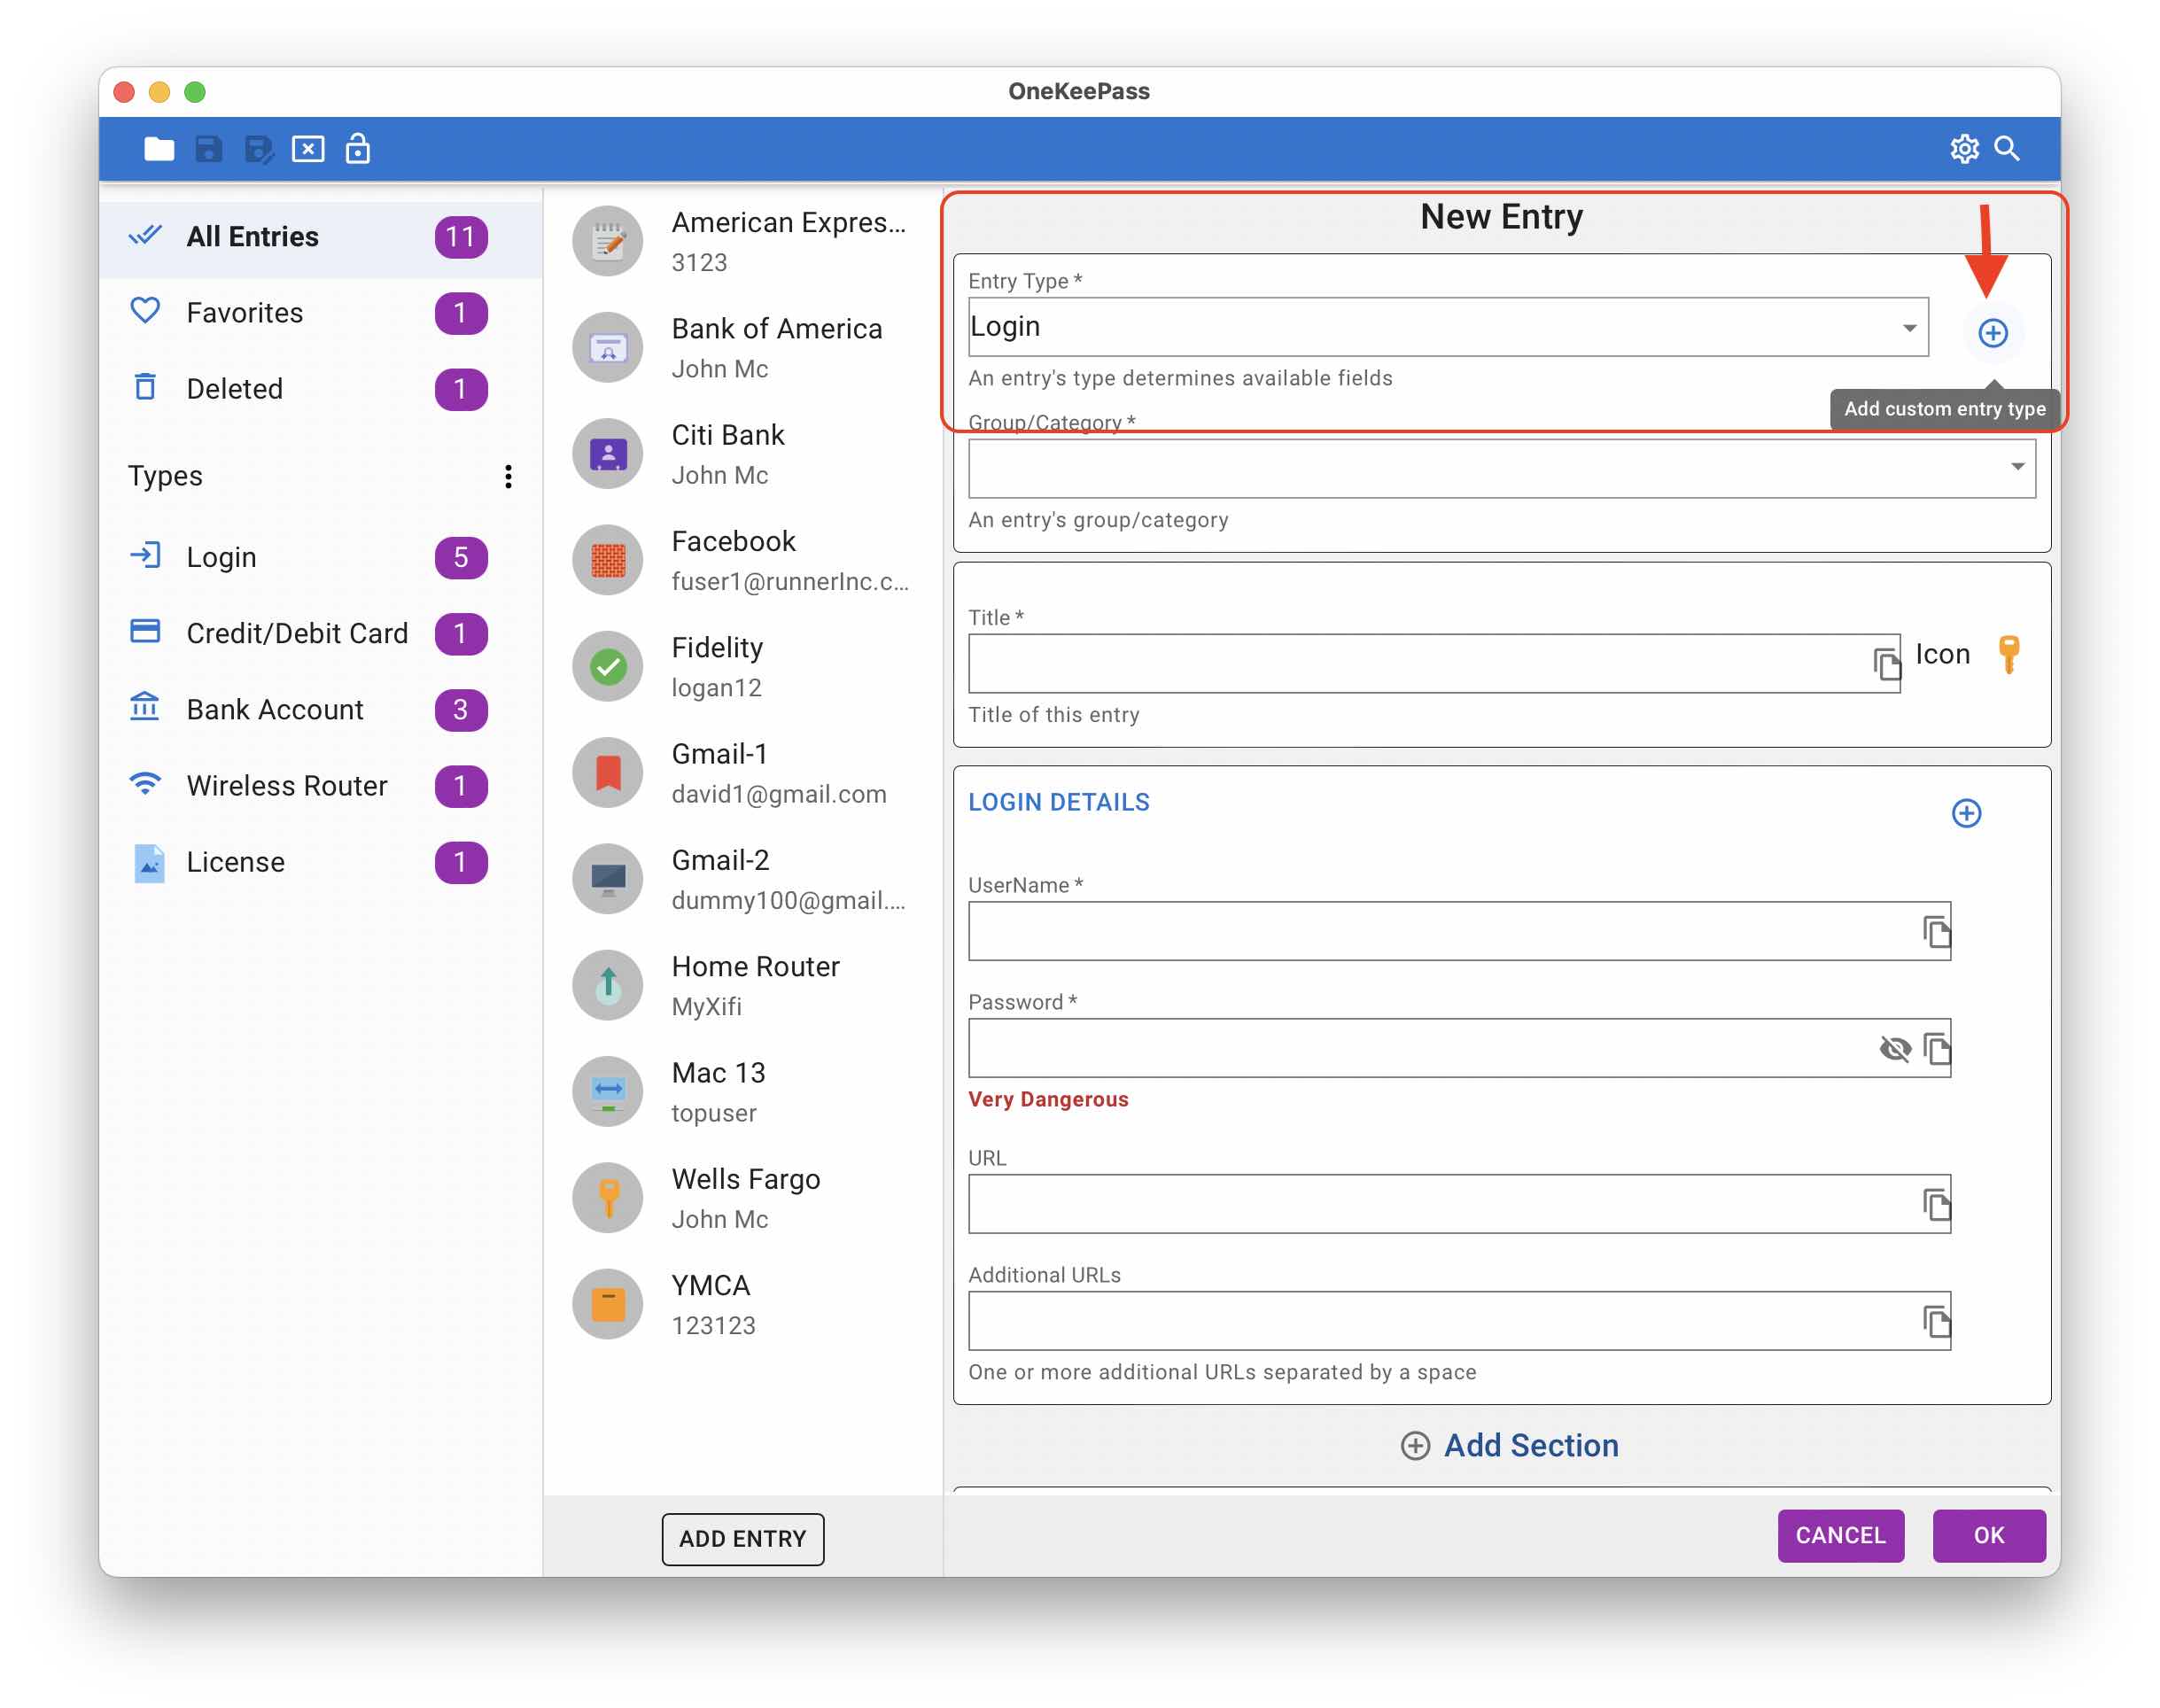 OneKeePass
All Entries 11
Favorites 1
Deleted 1
Types
Login 5
Credit/Debit Card 1
Bank Account 3
Wireless Router 1
License 1
American Expres...
3123
Bank of America
John Mc
Citi Bank
John Mc
Facebook
fuser1@runnerInc.c...
Fidelity
logan12
Gmail-1
david1@gmail.com
Gmail-2
dummy100@gmail....
Home Router
MyXifi
Mac 13
topuser
Wells Fargo
John Mc
YMCA
123123
ADD ENTRY
New Entry
Entry Type *
Login
An entry's type determines available fields
Add custom entry type
Group/Category *
An entry's group/category
Title *
Icon
Title of this entry
LOGIN DETAILS
UserName *
Password *
Very Dangerous
URL
Additional URLs
One or more additional URLs separated by a space
Add Section
CANCEL OK